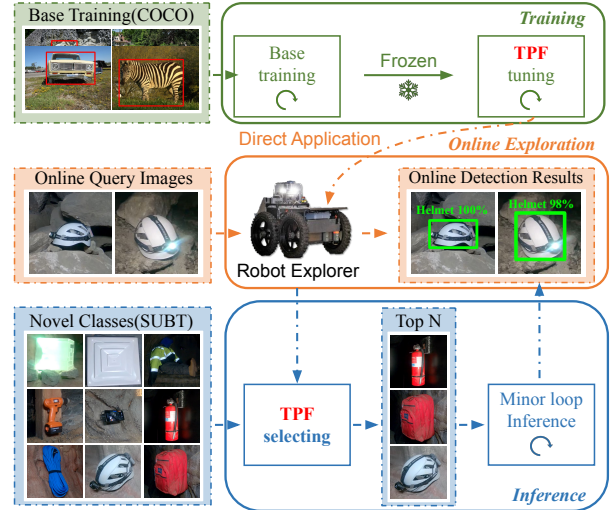 Base Training(COCO)
Training
Base
training
Frozen
TPF
tuning
Direct Application
Online Exploration
Online Query Images
Robot Explorer
Online Detection Results
Helmet 100%
Helmet 98%
Novel Classes(SUBT)
TPF
selecting
Top N
Minor loop
Inference
Inference